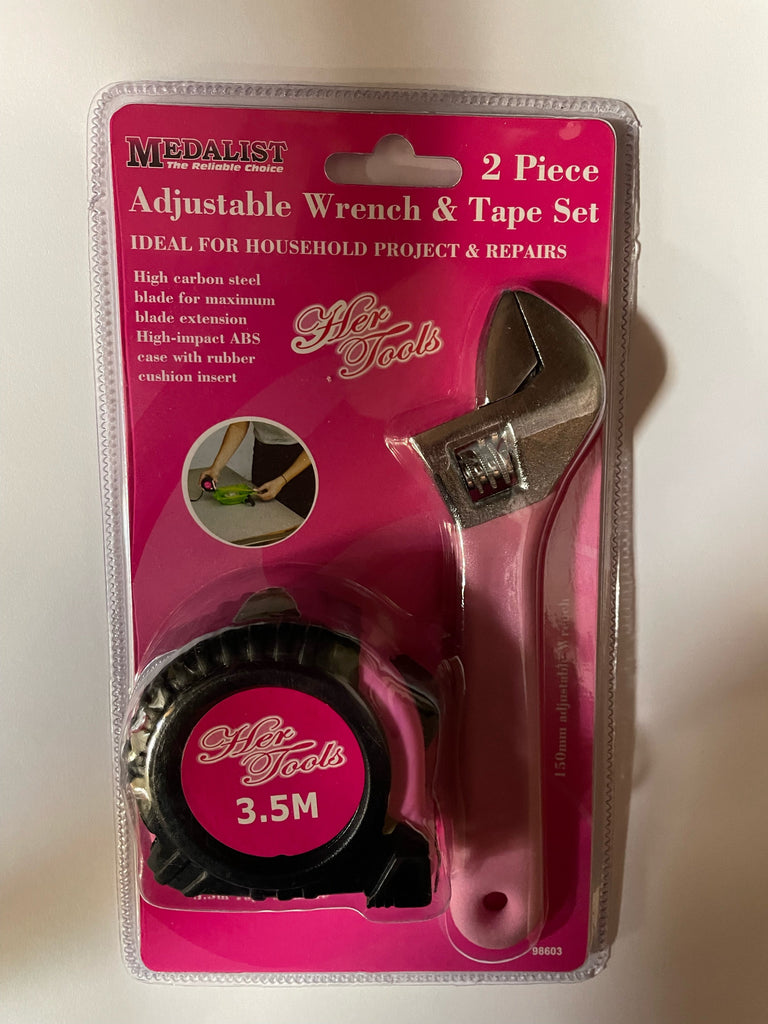 MEDALIST
The Reliable Choice
2 Piece
Adjustable Wrench & Tape Set
IDEAL FOR HOUSEHOLD PROJECT & REPAIRS
High carbon steel
blade for maximum
blade extension
High-impact ABS
case with rubber
cushion insert
Her
Tools
Her
Tools
3.5M
150mm adjustable Wrench
98603